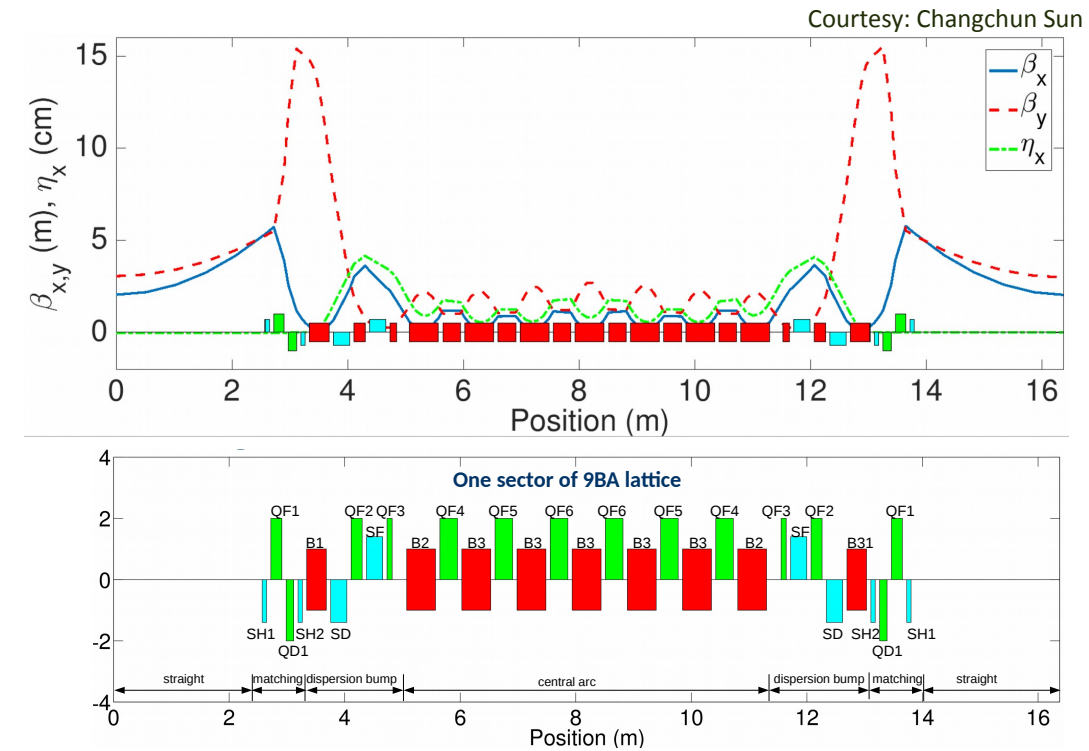 Courtesy: Changchun Sun
15
10
5
0
β_x,y (m), η_x (cm)
β_x
β_y
η_x
0 2 4 6 8 10 12 14 16
Position (m)
One sector of 9BA lattice
4
2
0
-2
-4
QF1 QF2 QF3 QF4 QF5 QF6 QF6 QF5 QF4 QF3 QF2 QF1
SF SF
B1 B2 B3 B3 B3 B3 B3 B3 B2 B31
SH1 SH2 SD SD SH2 SH1
QD1 QD1
straight matching dispersion bump central arc dispersion bump matching straight
0 2 4 6 8 10 12 14 16
Position (m)